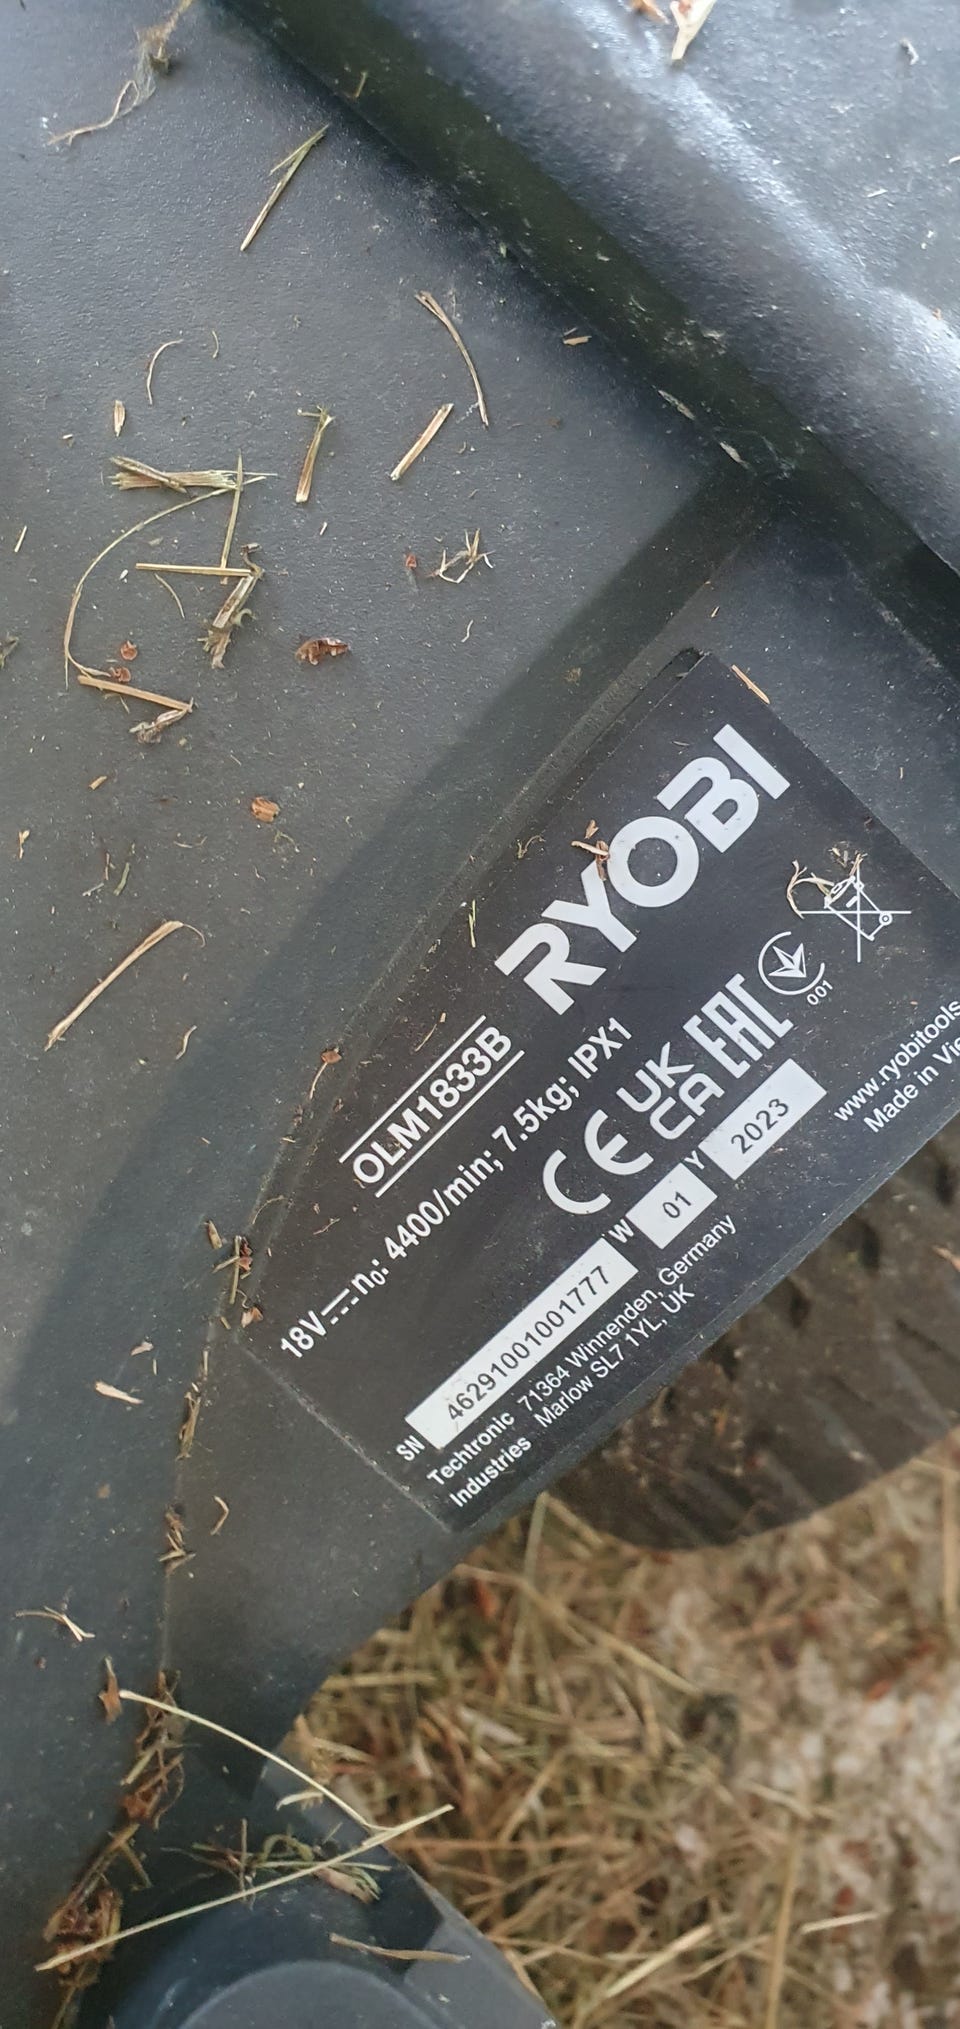 RYOBI
OLM1833B
18V⎓n₀: 4400/min; 7.5kg; IPX1
CE UK CA EAC
001
SN 46291001001777 W 01 Y 2023
Techtronic Industries
71364 Winnenden, Germany
Marlow SL7 1YL, UK
www.ryobitools
Made in